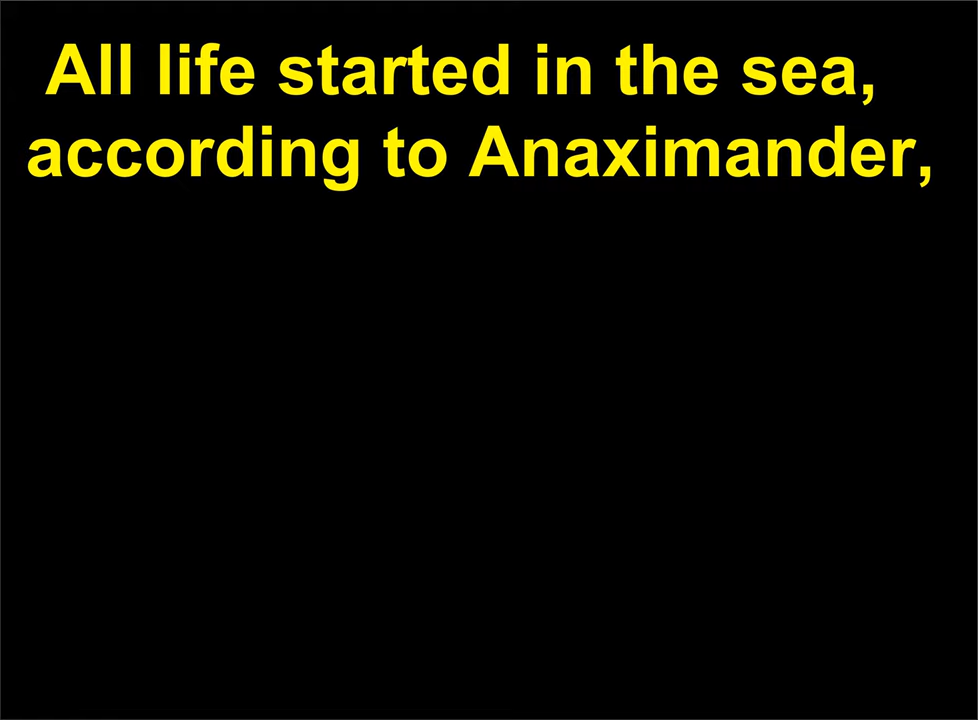 All life started in the sea,
according to Anaximander,